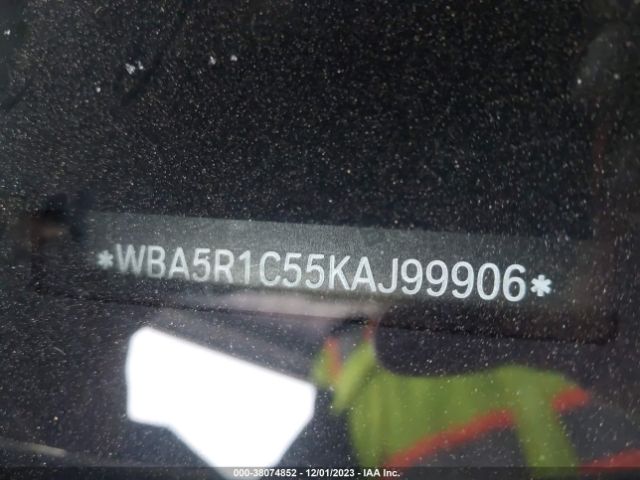 *WBA5R1C55KAJ99906*
000-38074852 - 12/01/2023 - IAA Inc.